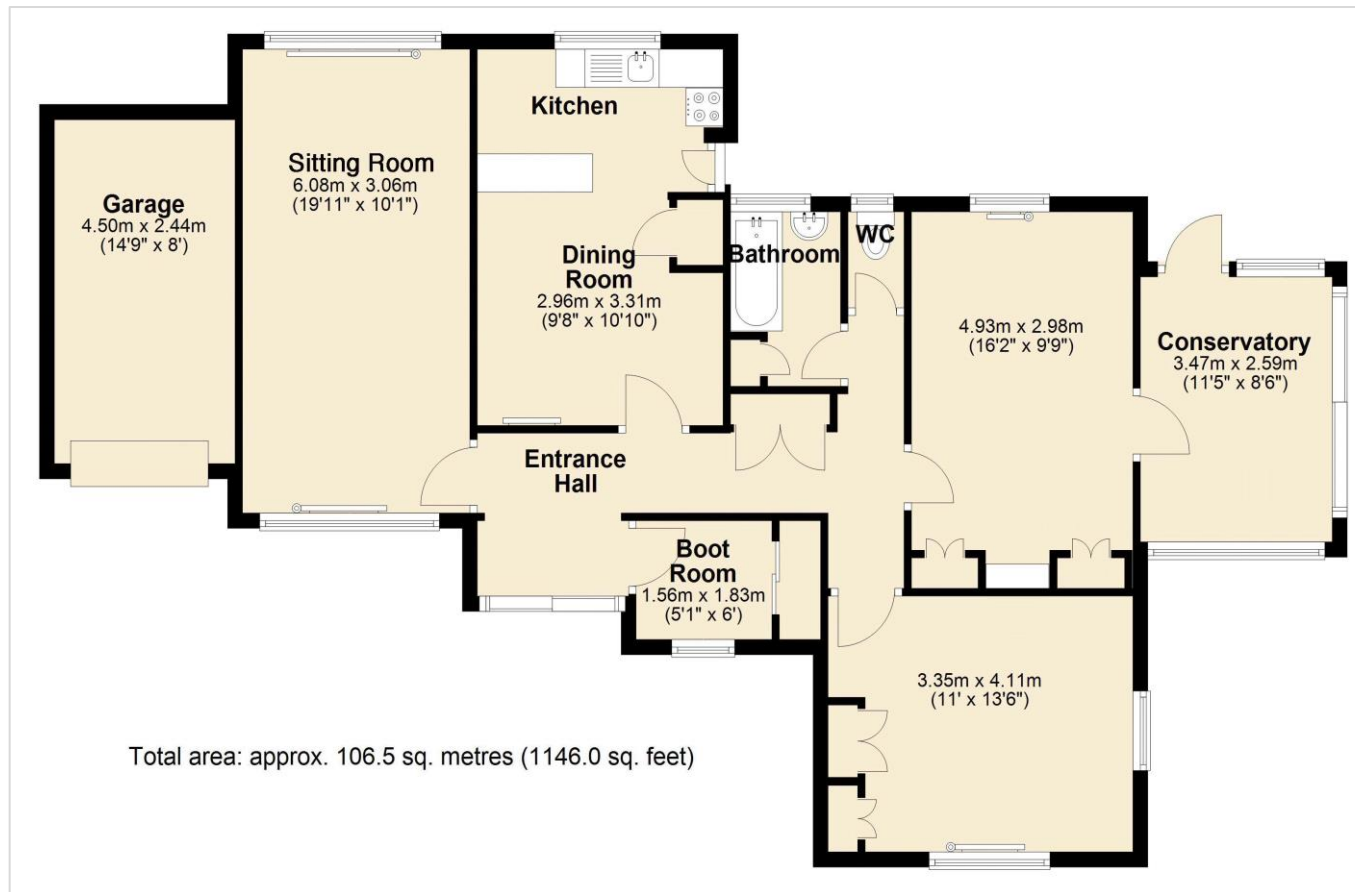 Kitchen
Sitting Room
6.08m x 3.06m
(19'11" x 10'1")
Garage
4.50m x 2.44m
(14'9" x 8')
Dining
Room
2.96m x 3.31m
(9'8" x 10'10")
Bathroom
WC
4.93m x 2.98m
(16'2" x 9'9")
Conservatory
3.47m x 2.59m
(11'5" x 8'6")
Entrance
Hall
Boot
Room
1.56m x 1.83m
(5'1" x 6')
3.35m x 4.11m
(11' x 13'6")
Total area: approx. 106.5 sq. metres (1146.0 sq. feet)